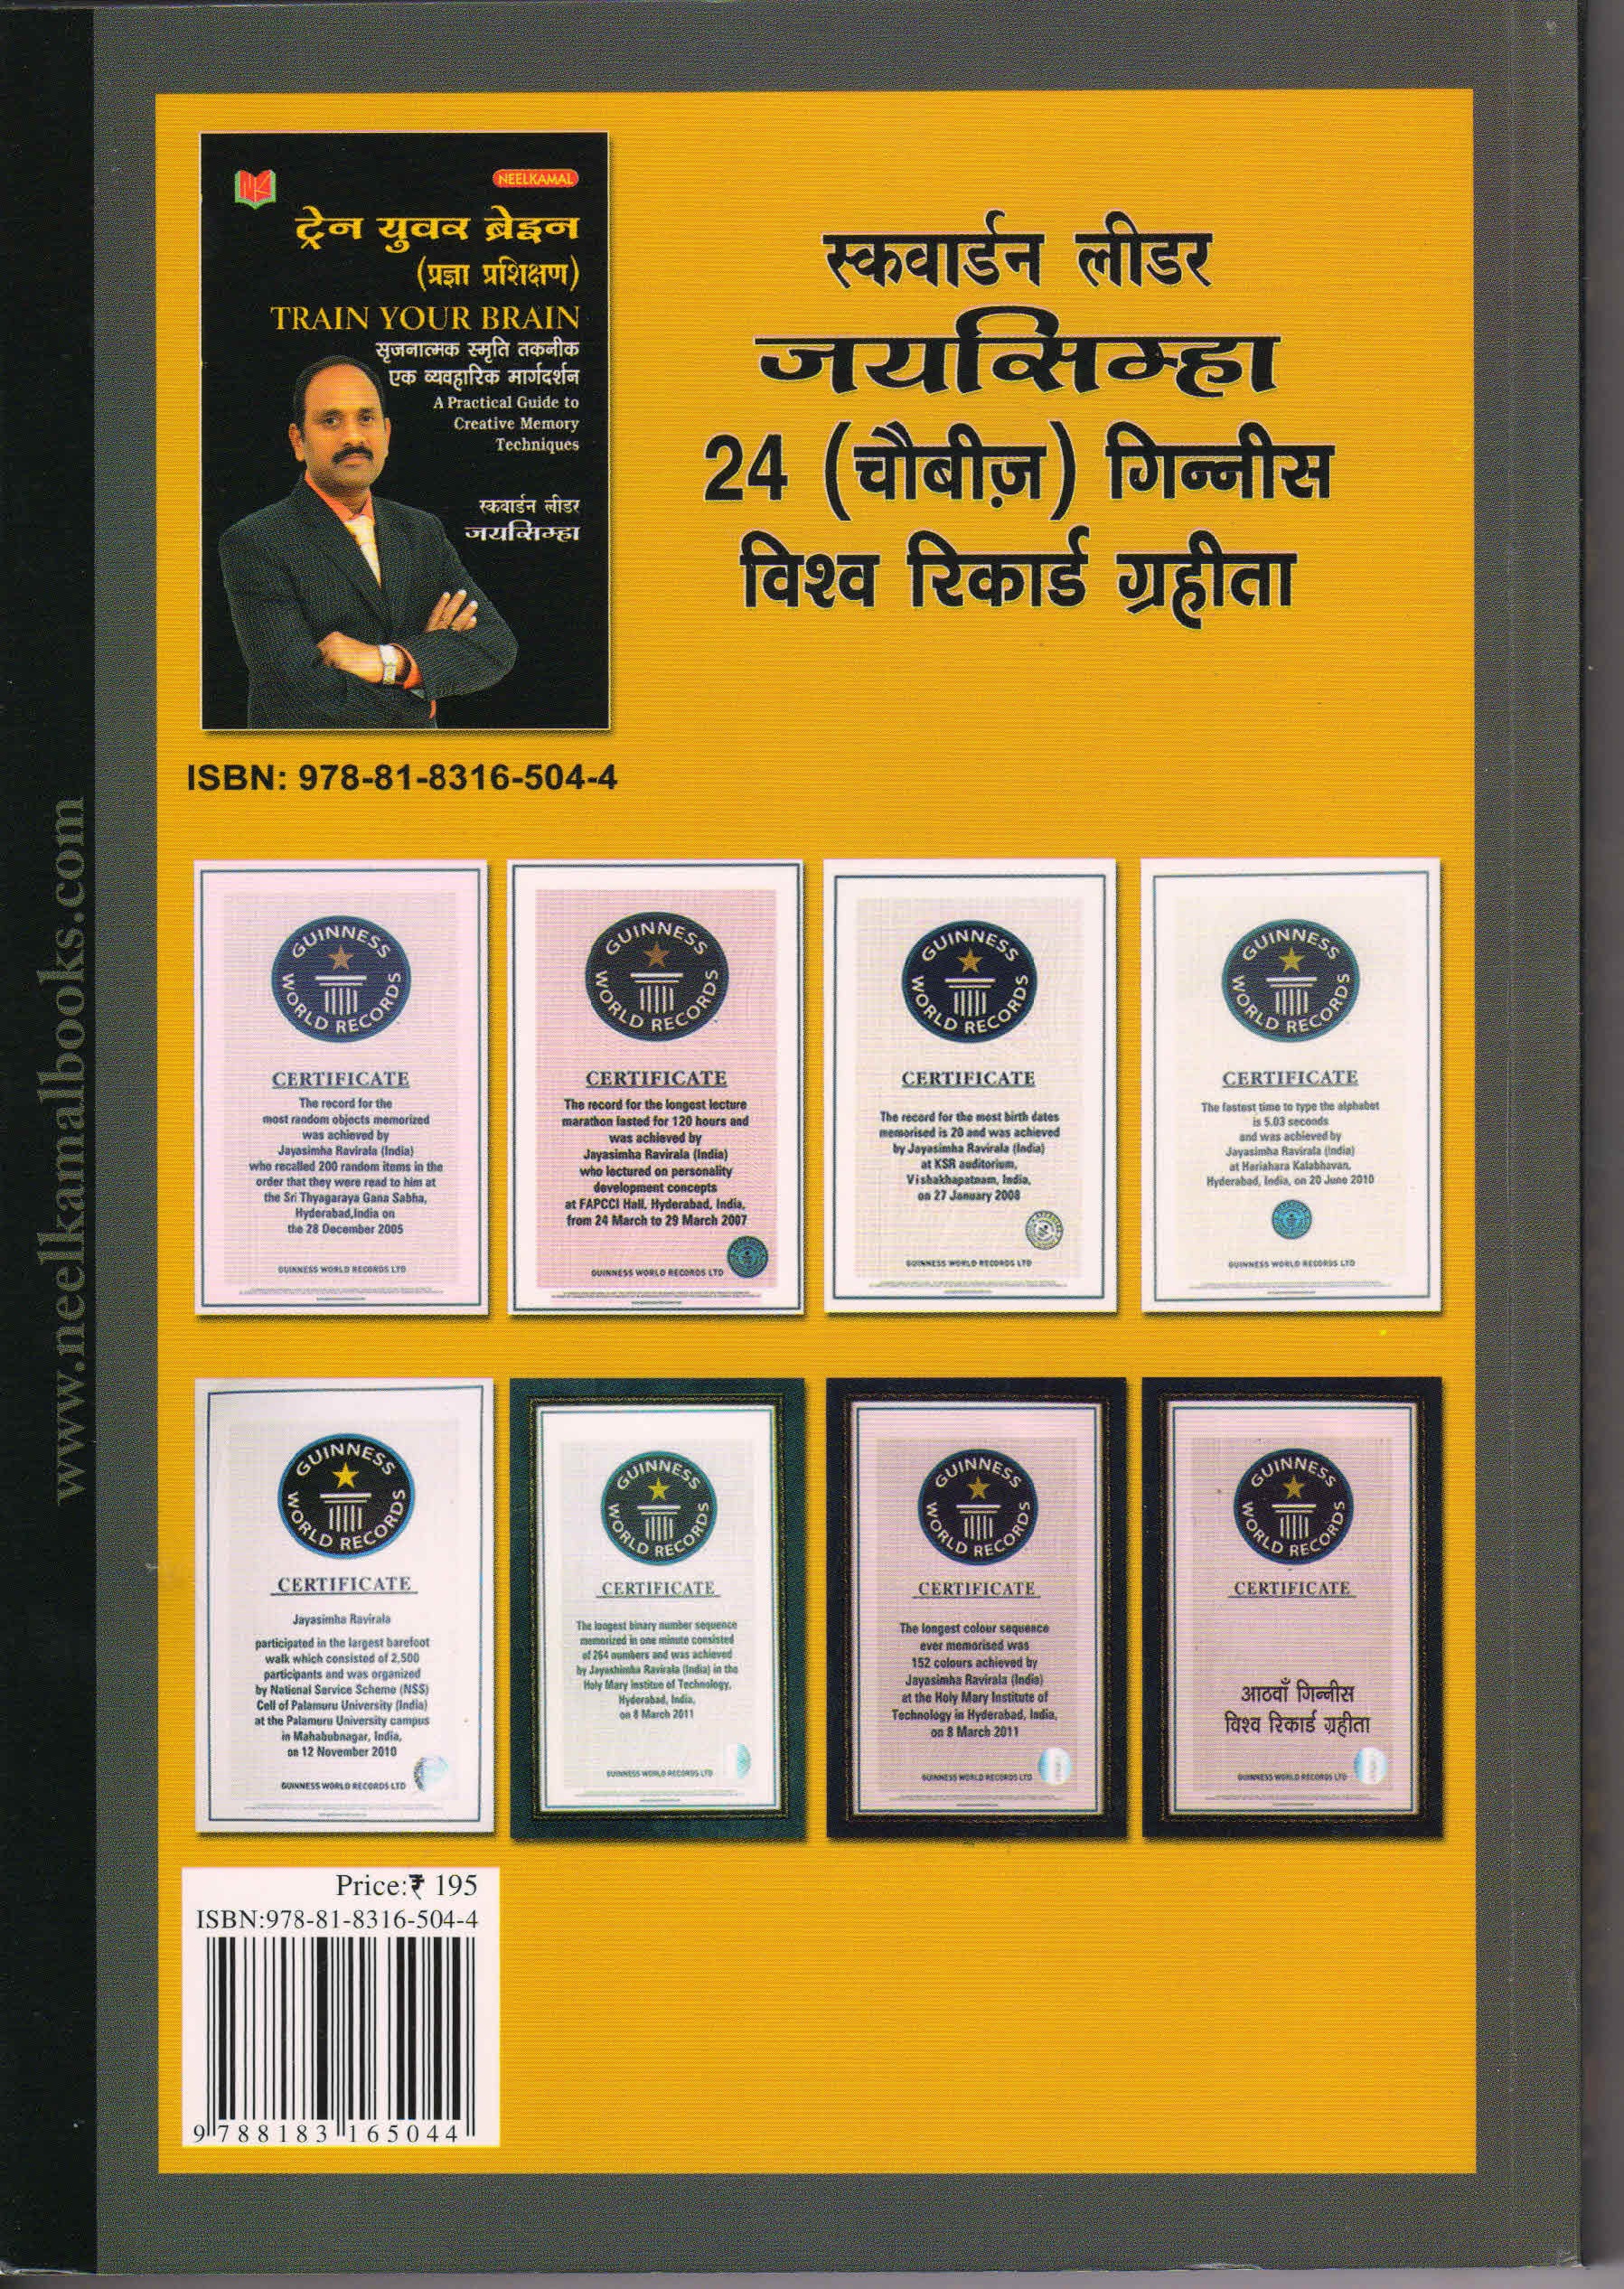 NEELKAMAL
ट्रेन युवर ब्रेइन
(प्रज्ञा प्रशिक्षण)
TRAIN YOUR BRAIN
सृजनात्मक स्मृति तकनीक
एक व्यवहारिक मार्गदर्शन
A Practical Guide to
Creative Memory
Techniques
स्कवार्डन लीडर
जयसिम्हा
स्कवार्डन लीडर
जयसिम्हा
24 (चौबीज़) गिन्नीस
विश्व रिकार्ड ग्रहीता
ISBN: 978-81-8316-504-4
www.neelkamalbooks.com
GUINNESS
WORLD RECORDS
CERTIFICATE
The record for the
most random objects memorized
was achieved by
Jayasimha Ravirala (India)
who recalled 200 random items in the
order that they were read to him at
the Sri Thyagaraya Gana Sabha,
Hyderabad,India on
the 28 December 2005
GUINNESS WORLD RECORDS LTD
GUINNESS
WORLD RECORDS
CERTIFICATE
The record for the longest lecture
marathon lasted for 120 hours and
was achieved by
Jayasimha Ravirala (India)
who lectured on personality
development concepts
at FAPCCI Hall, Hyderabad, India,
from 24 March to 29 March 2007
GUINNESS WORLD RECORDS LTD
GUINNESS
WORLD RECORDS
CERTIFICATE
The record for the most birth dates
memorised is 20 and was achieved
by Jayasimha Ravirala (India)
at KSR auditorium,
Vishakhapatnam, India,
on 27 January 2008
GUINNESS WORLD RECORDS LTD
GUINNESS
WORLD RECORDS
CERTIFICATE
The fastest time to type the alphabet
is 5.03 seconds
and was achieved by
Jayasimha Ravirala (India)
at Hariahara Kalabhavan,
Hyderabad, India, on 20 June 2010
GUINNESS WORLD RECORDS LTD
GUINNESS
WORLD RECORDS
CERTIFICATE
Jayasimha Ravirala
participated in the largest barefoot
walk which consisted of 2,500
participants and was organized
by National Service Scheme (NSS)
Cell of Palamuru University (India)
at the Palamuru University campus
in Mahabubnagar, India,
on 12 November 2010
GUINNESS WORLD RECORDS LTD
GUINNESS
WORLD RECORDS
CERTIFICATE
The longest binary number sequence
memorized in one minute consisted
of 264 numbers and was achieved
by Jayashimha Ravirala (India) in the
Holy Mary Institue of Technology,
Hyderabad, India,
on 8 March 2011
GUINNESS WORLD RECORDS LTD
GUINNESS
WORLD RECORDS
CERTIFICATE
The longest colour sequence
ever memorised was
152 colours achieved by
Jayasimha Ravirala (India)
at the Holy Mary Institute of
Technology in Hyderabad, India,
on 8 March 2011
GUINNESS WORLD RECORDS LTD
GUINNESS
WORLD RECORDS
CERTIFICATE
आठवाँ गिन्नीस
विश्व रिकार्ड ग्रहीता
GUINNESS WORLD RECORDS LTD
Price:₹ 195
ISBN:978-81-8316-504-4
9 788183 165044